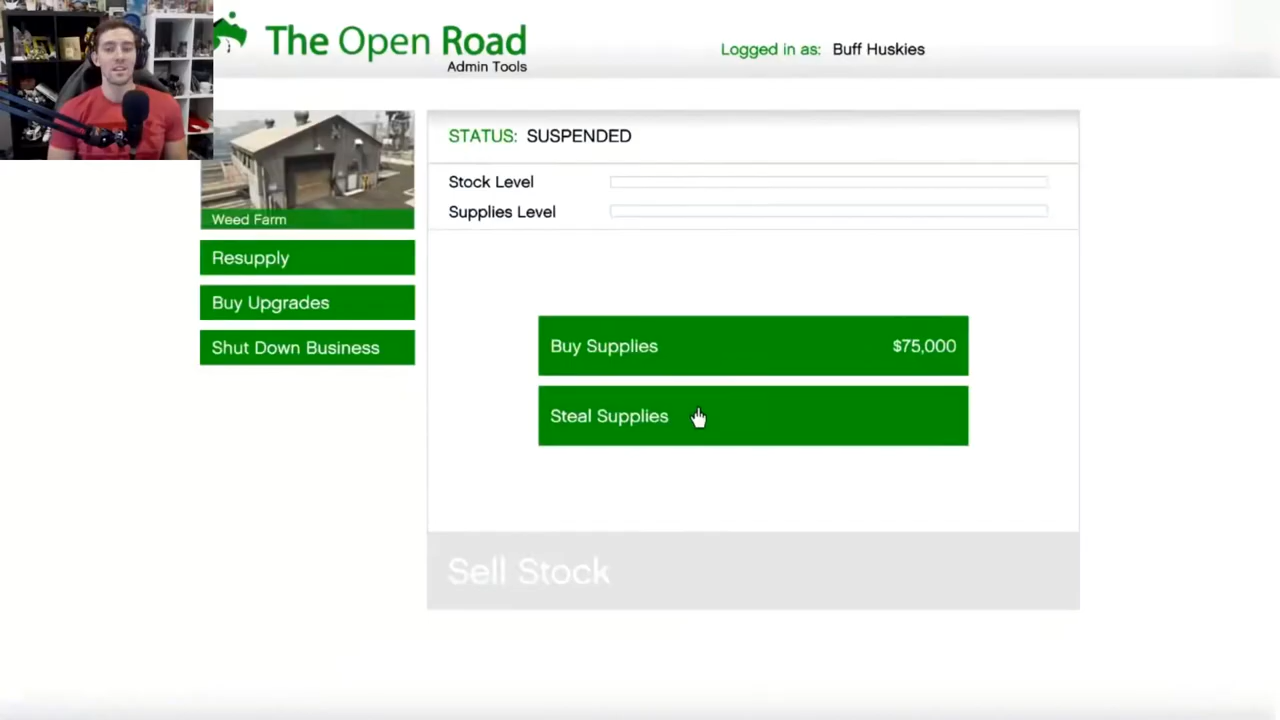 The Open Road
Admin Tools
Logged in as: Buff Huskies
Weed Farm
Resupply
Buy Upgrades
Shut Down Business
STATUS: SUSPENDED
Stock Level
Supplies Level
Buy Supplies $75,000
Steal Supplies
Sell Stock